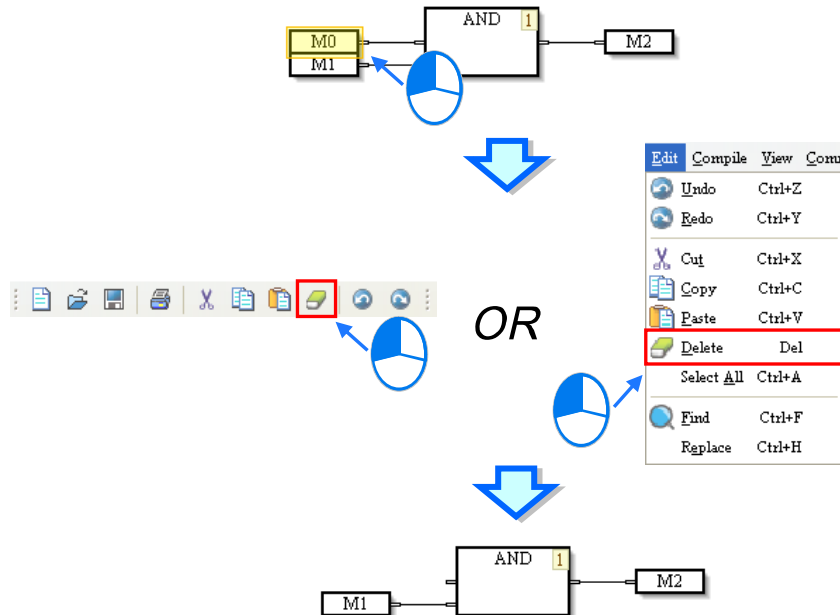 AND 1
M0
M2
M1
Edit Compile View
Undo Ctrl+Z
Redo Ctrl+Y
Cut Ctrl+X
Copy Ctrl+C
Paste Ctrl+V
OR
Delete Del
Select All Ctrl+A
Find Ctrl+F
Replace Ctrl+H
AND 1
M2
M1